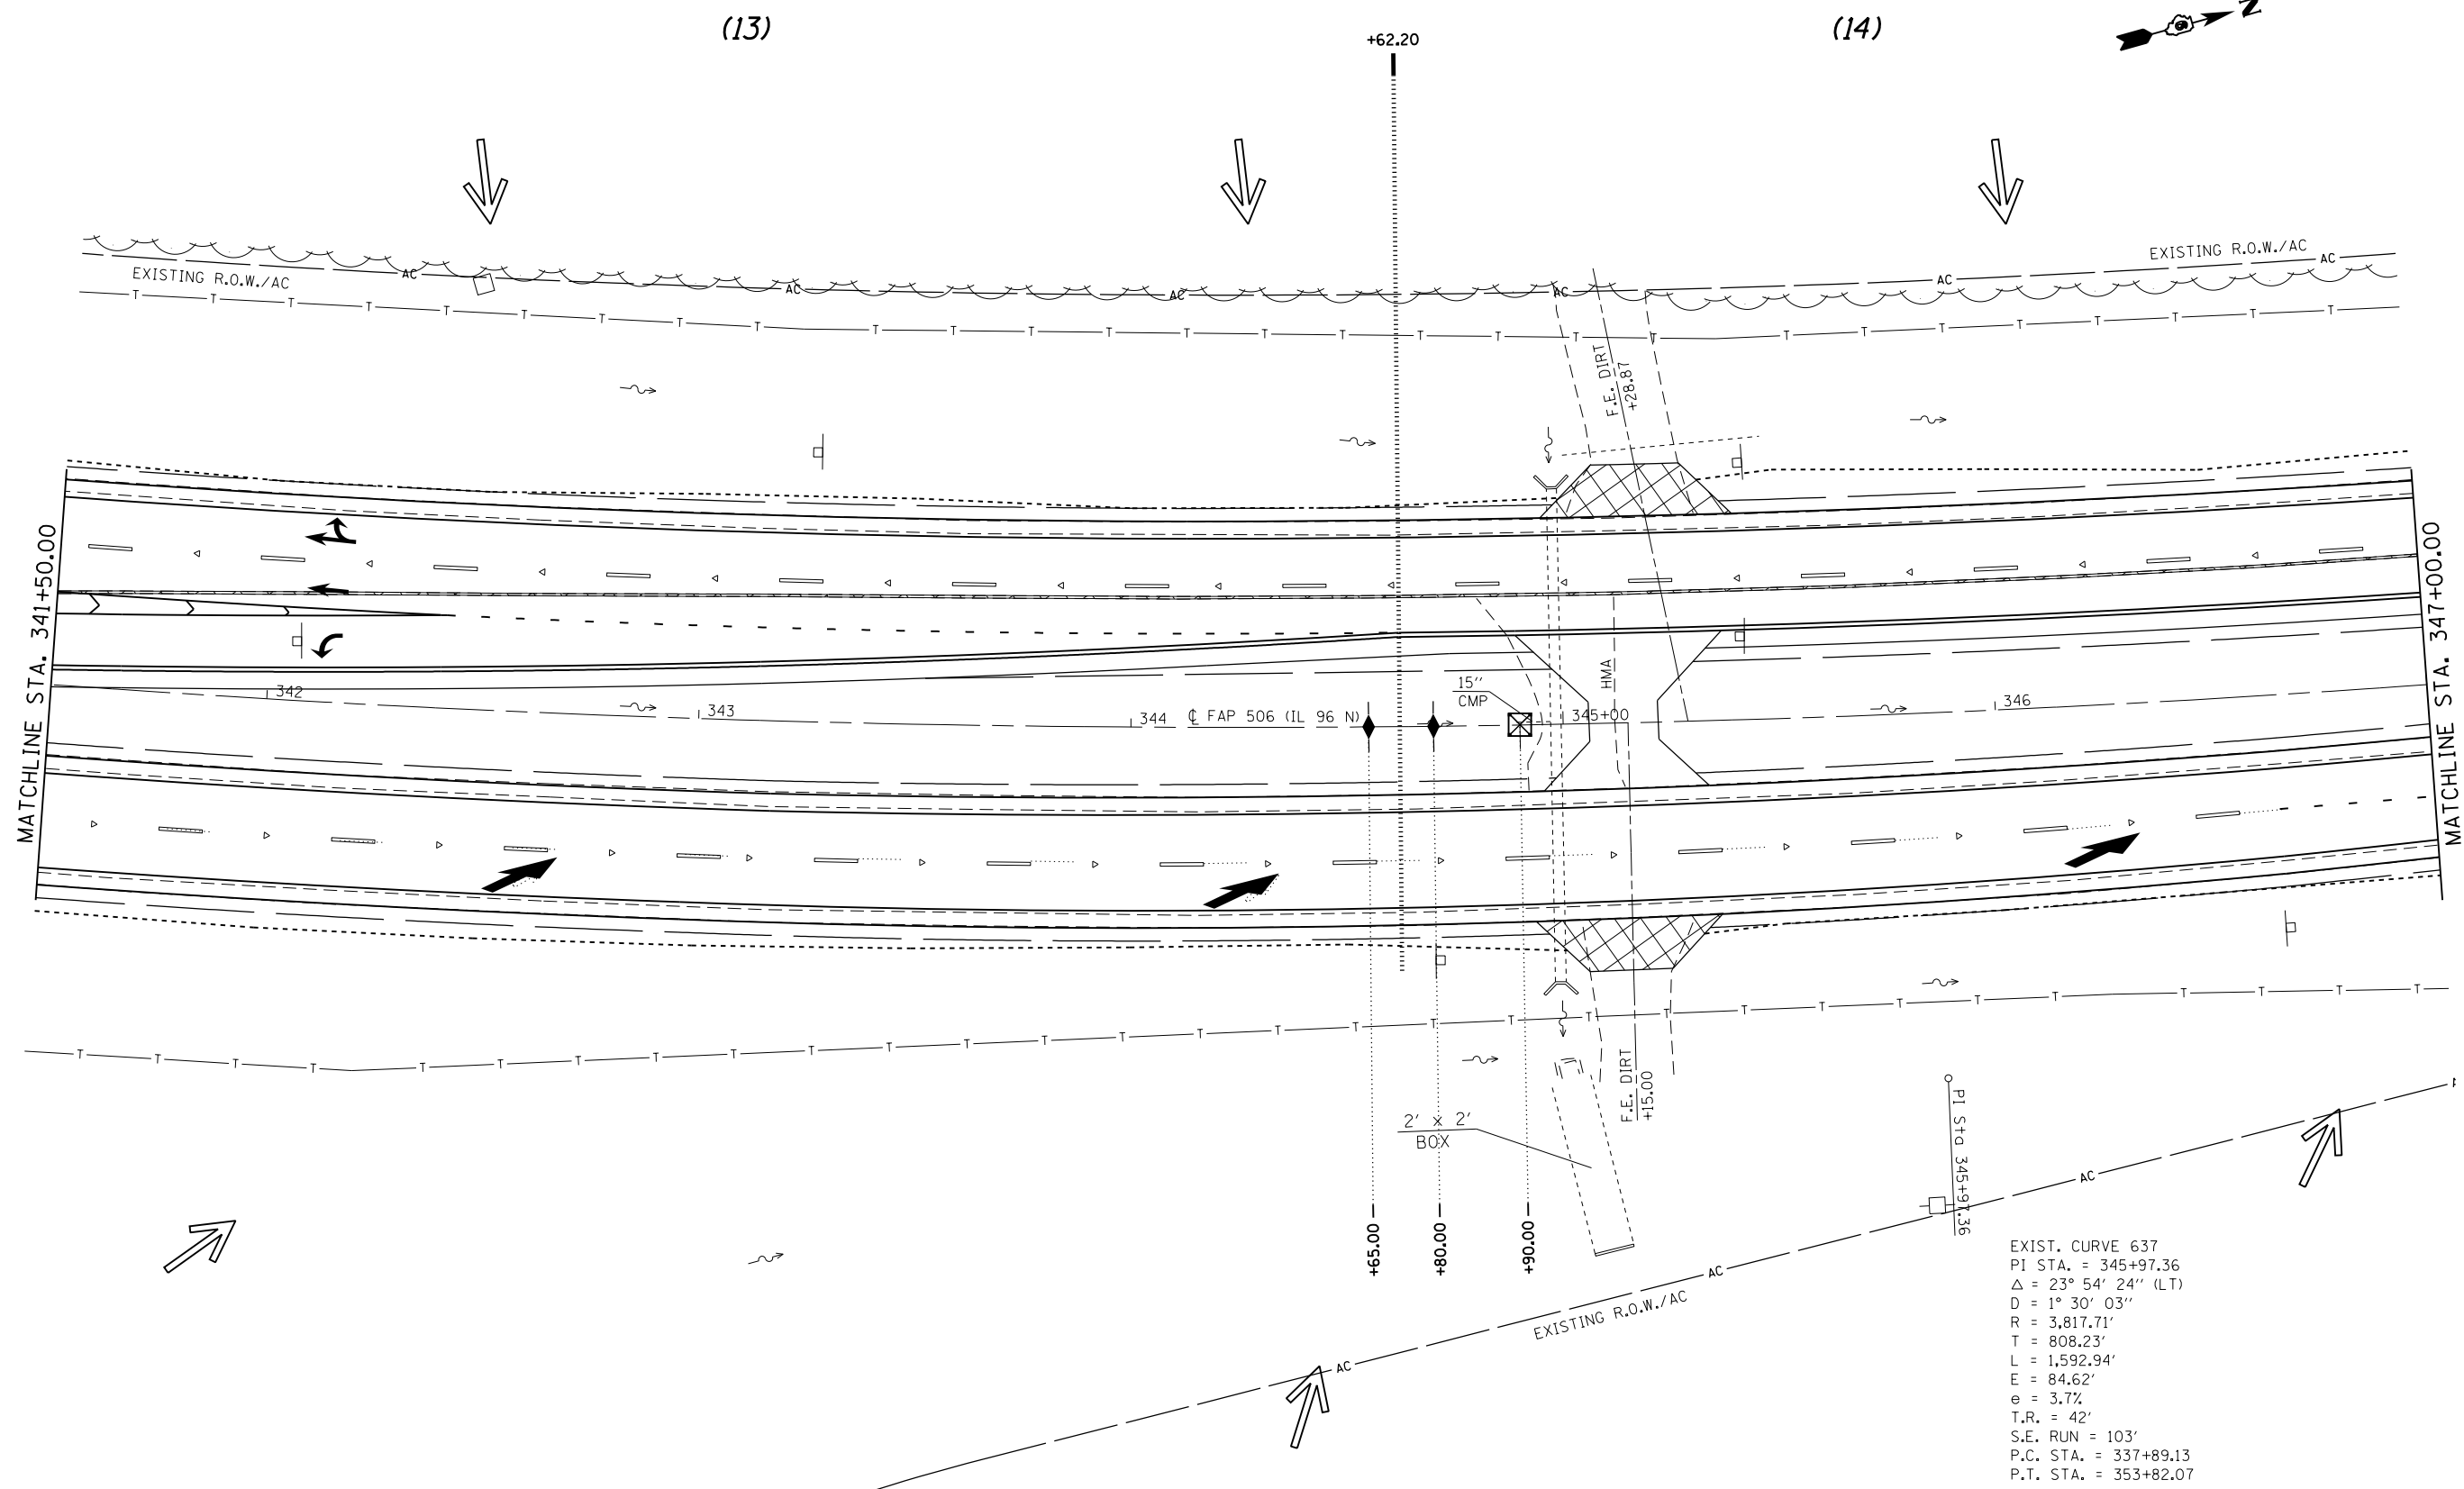 (13)
(14)
N
+62.20
EXISTING R.O.W./AC
AC
AC
AC
AC
AC
AC
EXISTING R.O.W./AC
T T T T T T T T T T T T T T T T T T T T T T T T T T T T T
F.E. DIRT
+28.87
MATCHLINE STA. 341+50.00
MATCHLINE STA. 347+00.00
342
343
344
℄ FAP 506 (IL 96 N)
15''
CMP
345+00
HMA
346
T T T T T T T T T T T T T T T T T T T T T T T T T T T T T T T
F.E. DIRT
+15.00
2' x 2'
BOX
PI Sta 345+97.36
+65.00
+80.00
+90.00
AC
AC
AC
EXISTING R.O.W./AC
EXIST. CURVE 637
PI STA. = 345+97.36
△ = 23° 54' 24'' (LT)
D = 1° 30' 03''
R = 3,817.71'
T = 808.23'
L = 1,592.94'
E = 84.62'
e = 3.7%
T.R. = 42'
S.E. RUN = 103'
P.C. STA. = 337+89.13
P.T. STA. = 353+82.07